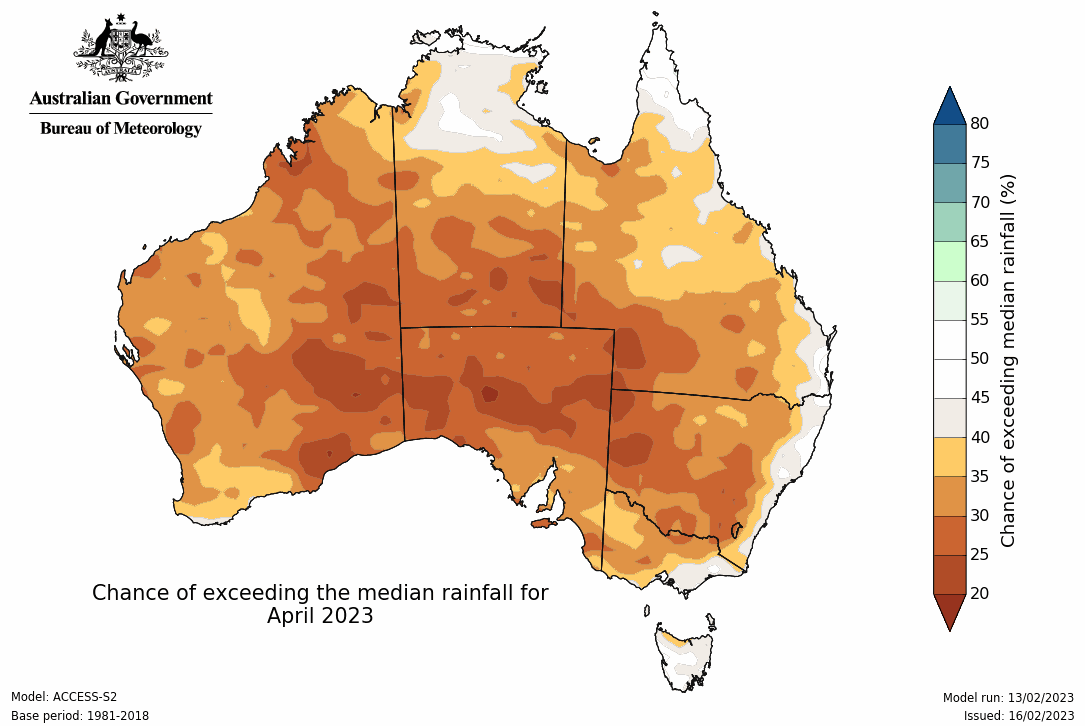 AUSTRALIA
Australian Government
Bureau of Meteorology
80
75
70
65
60
55
50
45
40
35
30
25
20
Chance of exceeding median rainfall (%)
Chance of exceeding the median rainfall for
April 2023
Model: ACCESS-S2
Base period: 1981-2018
Model run: 13/02/2023
Issued: 16/02/2023